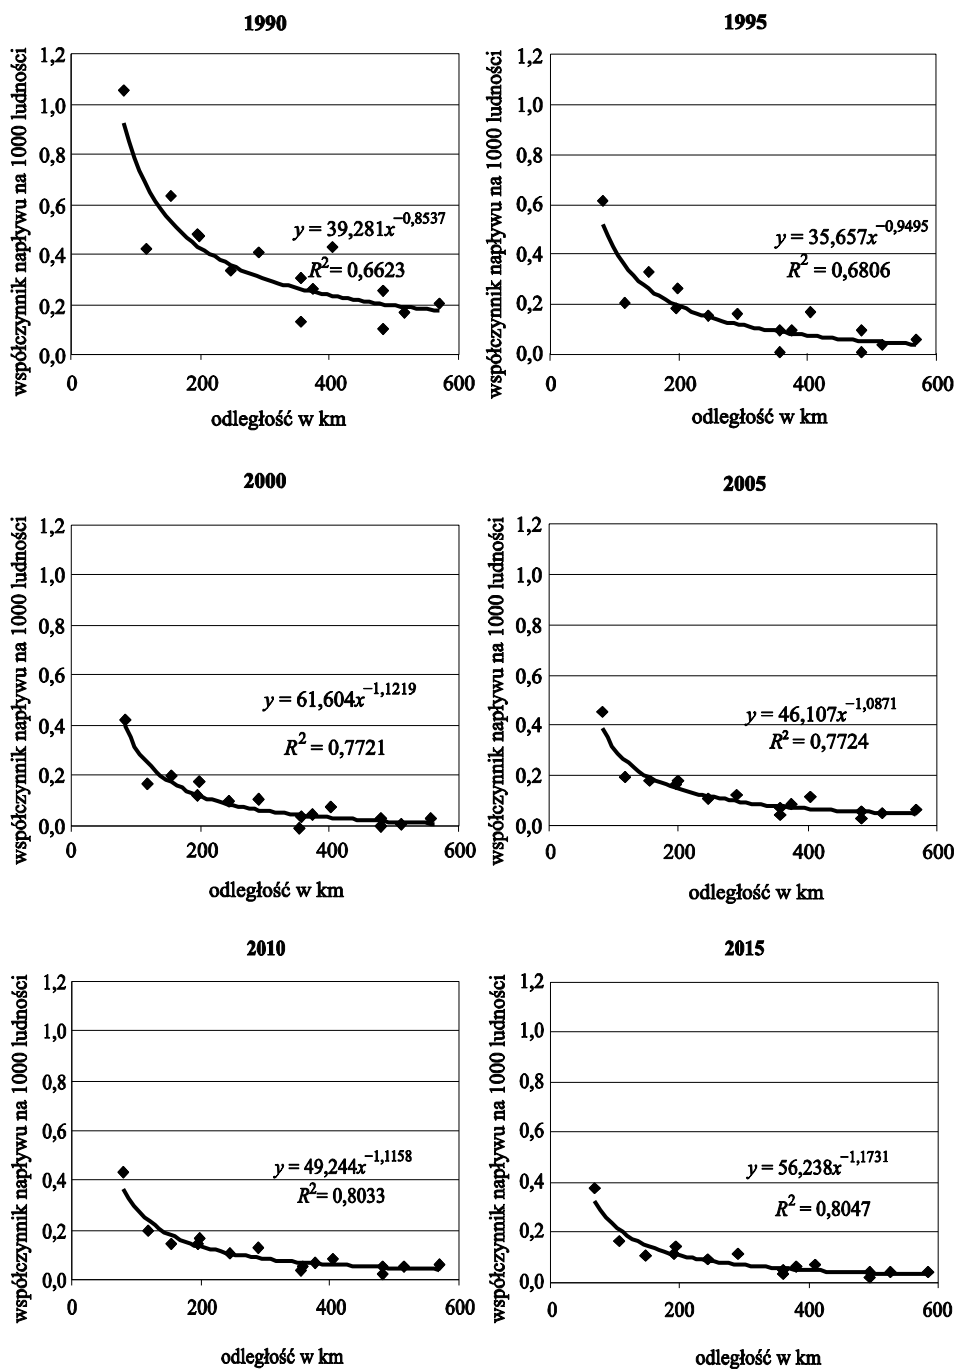 1990
współczynnik napływu na 1000 ludności
1,2
1,0
0,8
0,6
0,4
0,2
0,0
y = 39,281x^−0,8537
R² = 0,6623
0 200 400 600
odległość w km
1995
współczynnik napływu na 1000 ludności
1,2
1,0
0,8
0,6
0,4
0,2
0,0
y = 35,657x^−0,9495
R² = 0,6806
0 200 400 600
odległość w km
2000
współczynnik napływu na 1000 ludności
1,2
1,0
0,8
0,6
0,4
0,2
0,0
y = 61,604x^−1,1219
R² = 0,7721
0 200 400 600
odległość w km
2005
współczynnik napływu na 1000 ludności
1,2
1,0
0,8
0,6
0,4
0,2
0,0
y = 46,107x^−1,0871
R² = 0,7724
0 200 400 600
odległość w km
2010
współczynnik napływu na 1000 ludności
1,2
1,0
0,8
0,6
0,4
0,2
0,0
y = 49,244x^−1,1158
R² = 0,8033
0 200 400 600
odległość w km
2015
współczynnik napływu na 1000 ludności
1,2
1,0
0,8
0,6
0,4
0,2
0,0
y = 56,238x^−1,1731
R² = 0,8047
0 200 400 600
odległość w km